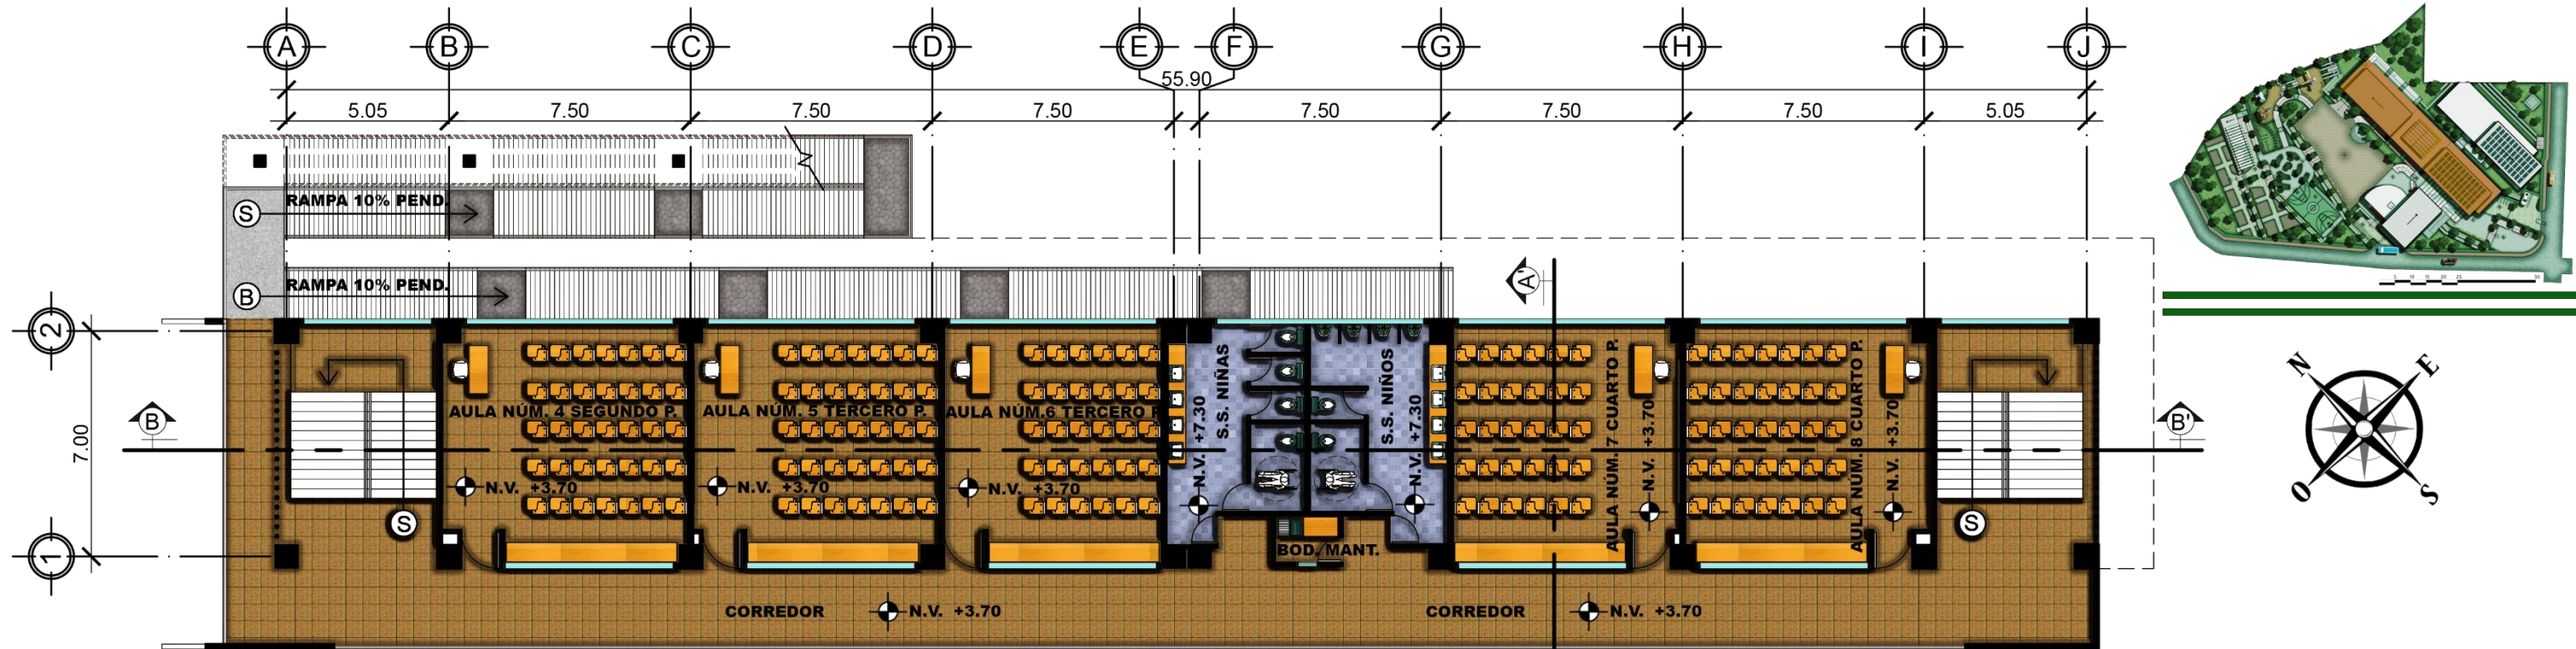 A B C D E F G H I J
55.90
5.05 7.50 7.50 7.50 7.50 7.50 7.50 5.05
RAMPA 10% PEND.
S
RAMPA 10% PEND.
B
A'
2
7.00
1
B
B'
AULA NÚM. 4 SEGUNDO P.
AULA NÚM. 5 TERCERO P.
AULA NÚM.6 TERCERO P
S.S. NIÑAS
N.V. +7.30
S.S. NIÑOS
N.V. +7.30
AULA NÚM. 7 CUARTO P.
N.V. +3.70
AULA NÚM. 8 CUARTO P.
N.V. +3.70
N.V. +3.70
N.V. +3.70
N.V. +3.70
S
S
BOD. MANT.
CORREDOR N.V. +3.70
CORREDOR N.V. +3.70
N E
O S